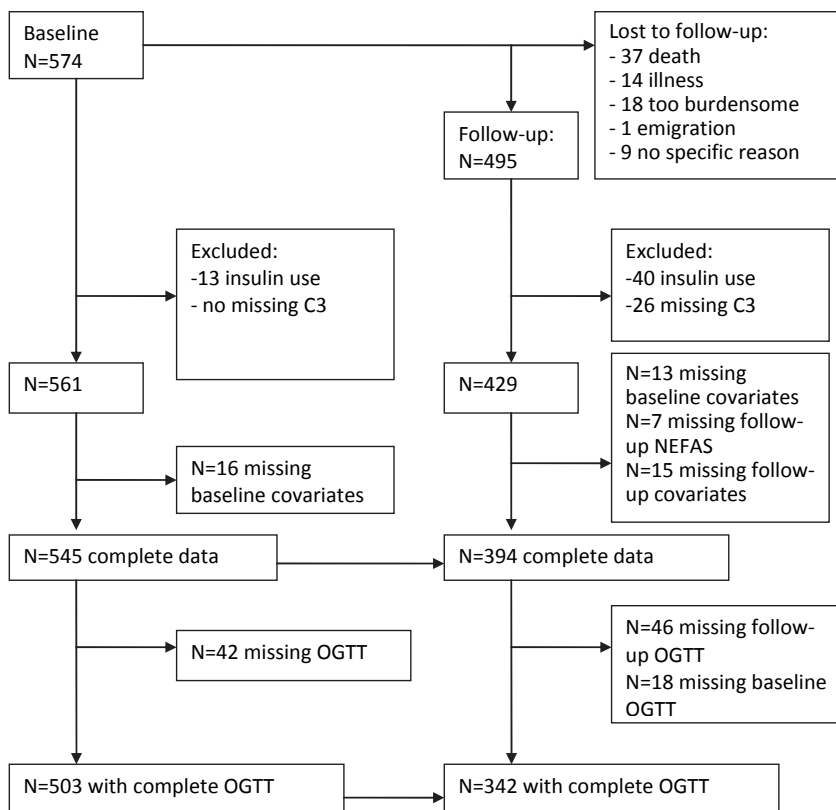 Baseline
N=574
Lost to follow-up:
- 37 death
- 14 illness
- 18 too burdensome
- 1 emigration
- 9 no specific reason
Follow-up:
N=495
Excluded:
-13 insulin use
- no missing C3
Excluded:
-40 insulin use
-26 missing C3
N=561
N=429
N=13 missing
baseline covariates
N=7 missing follow-
up NEFAS
N=15 missing follow-
up covariates
N=16 missing
baseline covariates
N=545 complete data
N=394 complete data
N=42 missing OGTT
N=46 missing follow-
up OGTT
N=18 missing baseline
OGTT
N=503 with complete OGTT
N=342 with complete OGTT